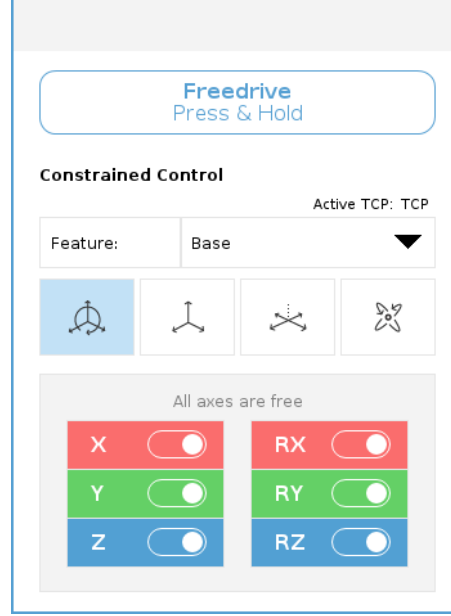 Freedrive
Press & Hold
Constrained Control
Active TCP: TCP
Feature: Base
All axes are free
X RX
Y RY
Z RZ